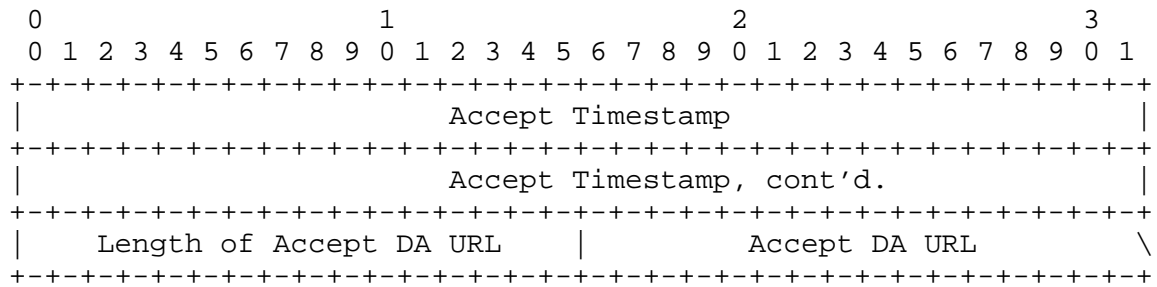 0                   1                   2                   3
 0 1 2 3 4 5 6 7 8 9 0 1 2 3 4 5 6 7 8 9 0 1 2 3 4 5 6 7 8 9 0 1
+-+-+-+-+-+-+-+-+-+-+-+-+-+-+-+-+-+-+-+-+-+-+-+-+-+-+-+-+-+-+-+-+
|                        Accept Timestamp                       |
+-+-+-+-+-+-+-+-+-+-+-+-+-+-+-+-+-+-+-+-+-+-+-+-+-+-+-+-+-+-+-+-+
|                        Accept Timestamp, cont’d.              |
+-+-+-+-+-+-+-+-+-+-+-+-+-+-+-+-+-+-+-+-+-+-+-+-+-+-+-+-+-+-+-+-+
|    Length of Accept DA URL    |         Accept DA URL         \
+-+-+-+-+-+-+-+-+-+-+-+-+-+-+-+-+-+-+-+-+-+-+-+-+-+-+-+-+-+-+-+-+